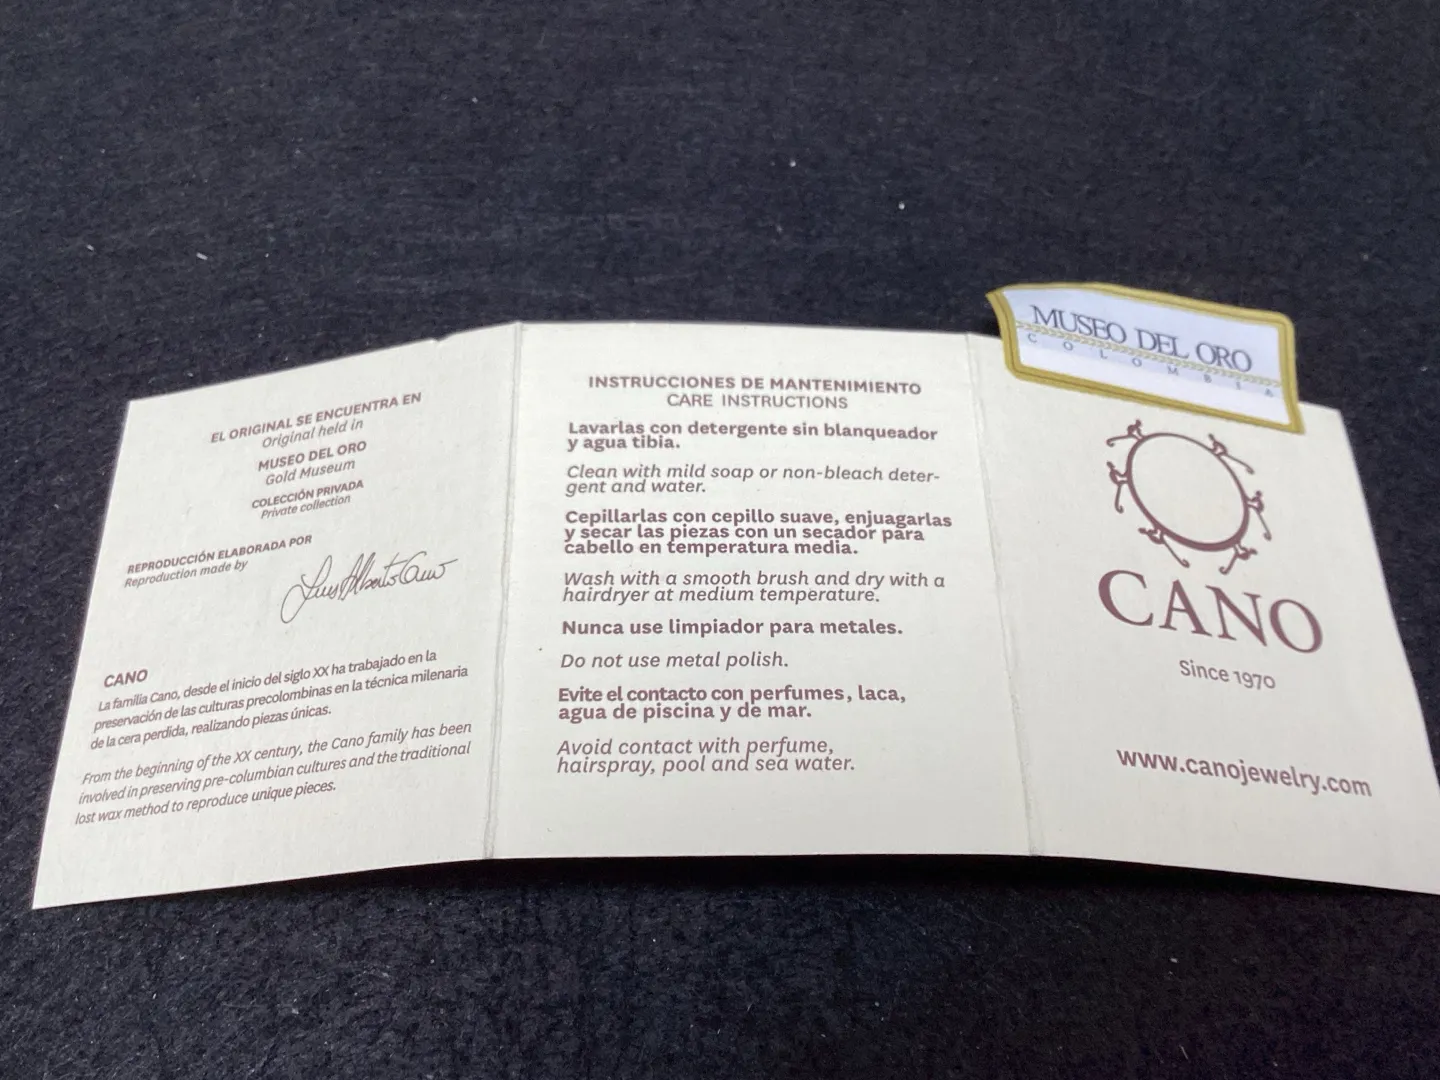 EL ORIGINAL SE ENCUENTRA EN
Original held in
MUSEO DEL ORO
Gold Museum
COLECCIÓN PRIVADA
Private collection
REPRODUCCIÓN ELABORADA POR
Reproduction made by
Luis Alberto Cano
CANO
La familia Cano, desde el inicio del siglo XX ha trabajado en la
preservación de las culturas precolombinas en la técnica milenaria
de la cera perdida, realizando piezas únicas.
From the beginning of the XX century, the Cano family has been
involved in preserving pre-columbian cultures and the traditional
lost wax method to reproduce unique pieces.
INSTRUCCIONES DE MANTENIMIENTO
CARE INSTRUCTIONS
Lavarlas con detergente sin blanqueador
y agua tibia.
Clean with mild soap or non-bleach deter-
gent and water.
Cepillarlas con cepillo suave, enjuagarlas
y secar las piezas con un secador para
cabello en temperatura media.
Wash with a smooth brush and dry with a
hairdryer at medium temperature.
Nunca use limpiador para metales.
Do not use metal polish.
Evite el contacto con perfumes, laca,
agua de piscina y de mar.
Avoid contact with perfume,
hairspray, pool and sea water.
MUSEO DEL ORO
COLOMBIA
CANO
Since 1970
www.canojewelry.com